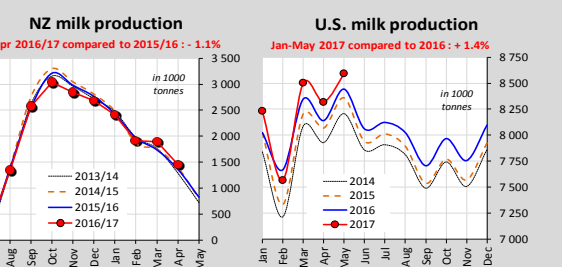 NZ milk production
pr 2016/17 compared to 2015/16 : - 1.1%
3 500
3 000
2 500
2 000
1 500
1 000
500
0
in 1000
tonnes
2013/14
2014/15
2015/16
2016/17
Aug
Sep
Oct
Nov
Dec
Jan
Feb
Mar
Apr
May
U.S. milk production
Jan-May 2017 compared to 2016 : + 1.4%
8 750
8 500
8 250
8 000
7 750
7 500
7 250
7 000
in 1000
tonnes
2014
2015
2016
2017
Jan
Feb
Mar
Apr
May
Jun
Jul
Aug
Sep
Oct
Nov
Dec